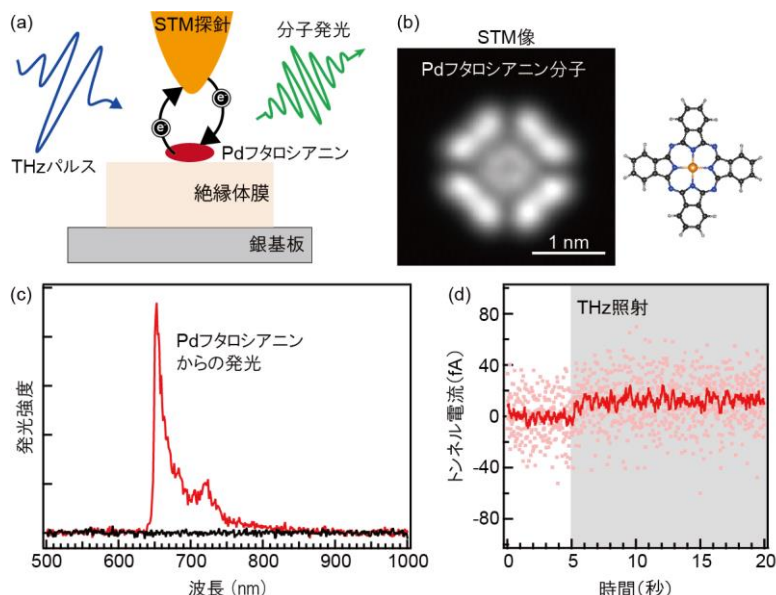 (a)
STM探針
分子発光
e⁻
e⁻
THzパルス
Pdフタロシアニン
絶縁体膜
銀基板
(b)
STM像
Pdフタロシアニン分子
1 nm
(c)
Pdフタロシアニン
からの発光
発光強度
500 600 700 800 900 1000
波長 (nm)
(d)
THz照射
トンネル電流(fA)
80
40
0
-40
-80
0 5 10 15 20
時間(秒)